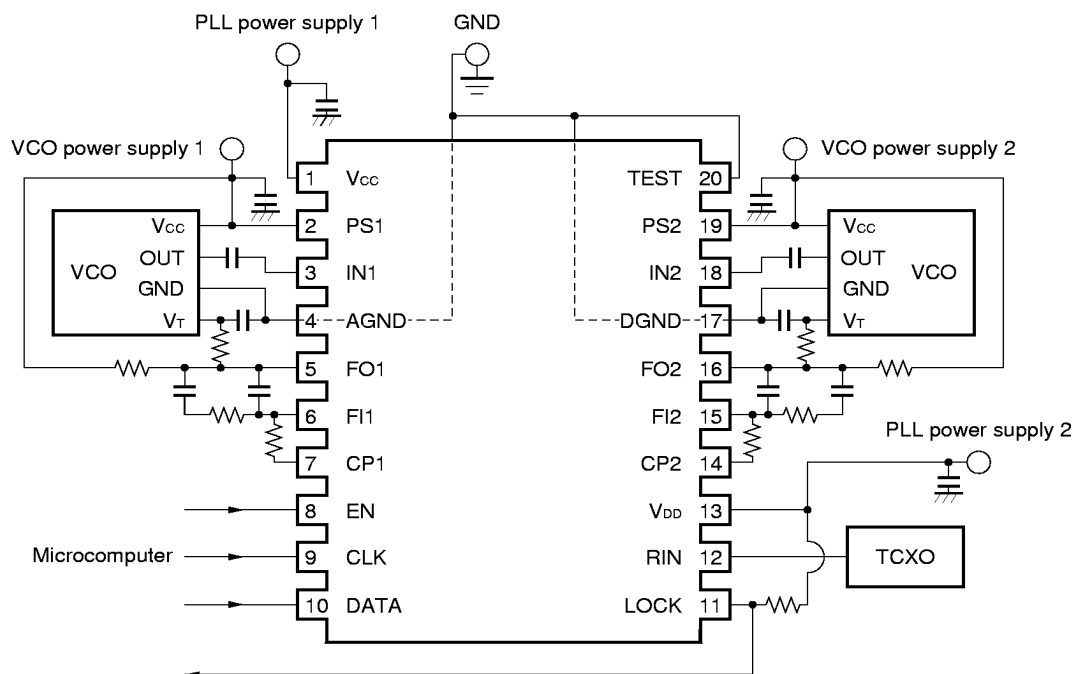 PLL power supply 1
GND
VCO power supply 1
VCO power supply 2
1 VCC
TEST 20
VCC
2 PS1
PS2 19
VCC
OUT
3 IN1
IN2 18
OUT
VCO
VCO
GND
GND
VT
4 AGND
DGND 17
VT
5 FO1
FO2 16
6 FI1
FI2 15
PLL power supply 2
7 CP1
CP2 14
8 EN
VDD 13
Microcomputer
9 CLK
RIN 12
TCXO
10 DATA
LOCK 11